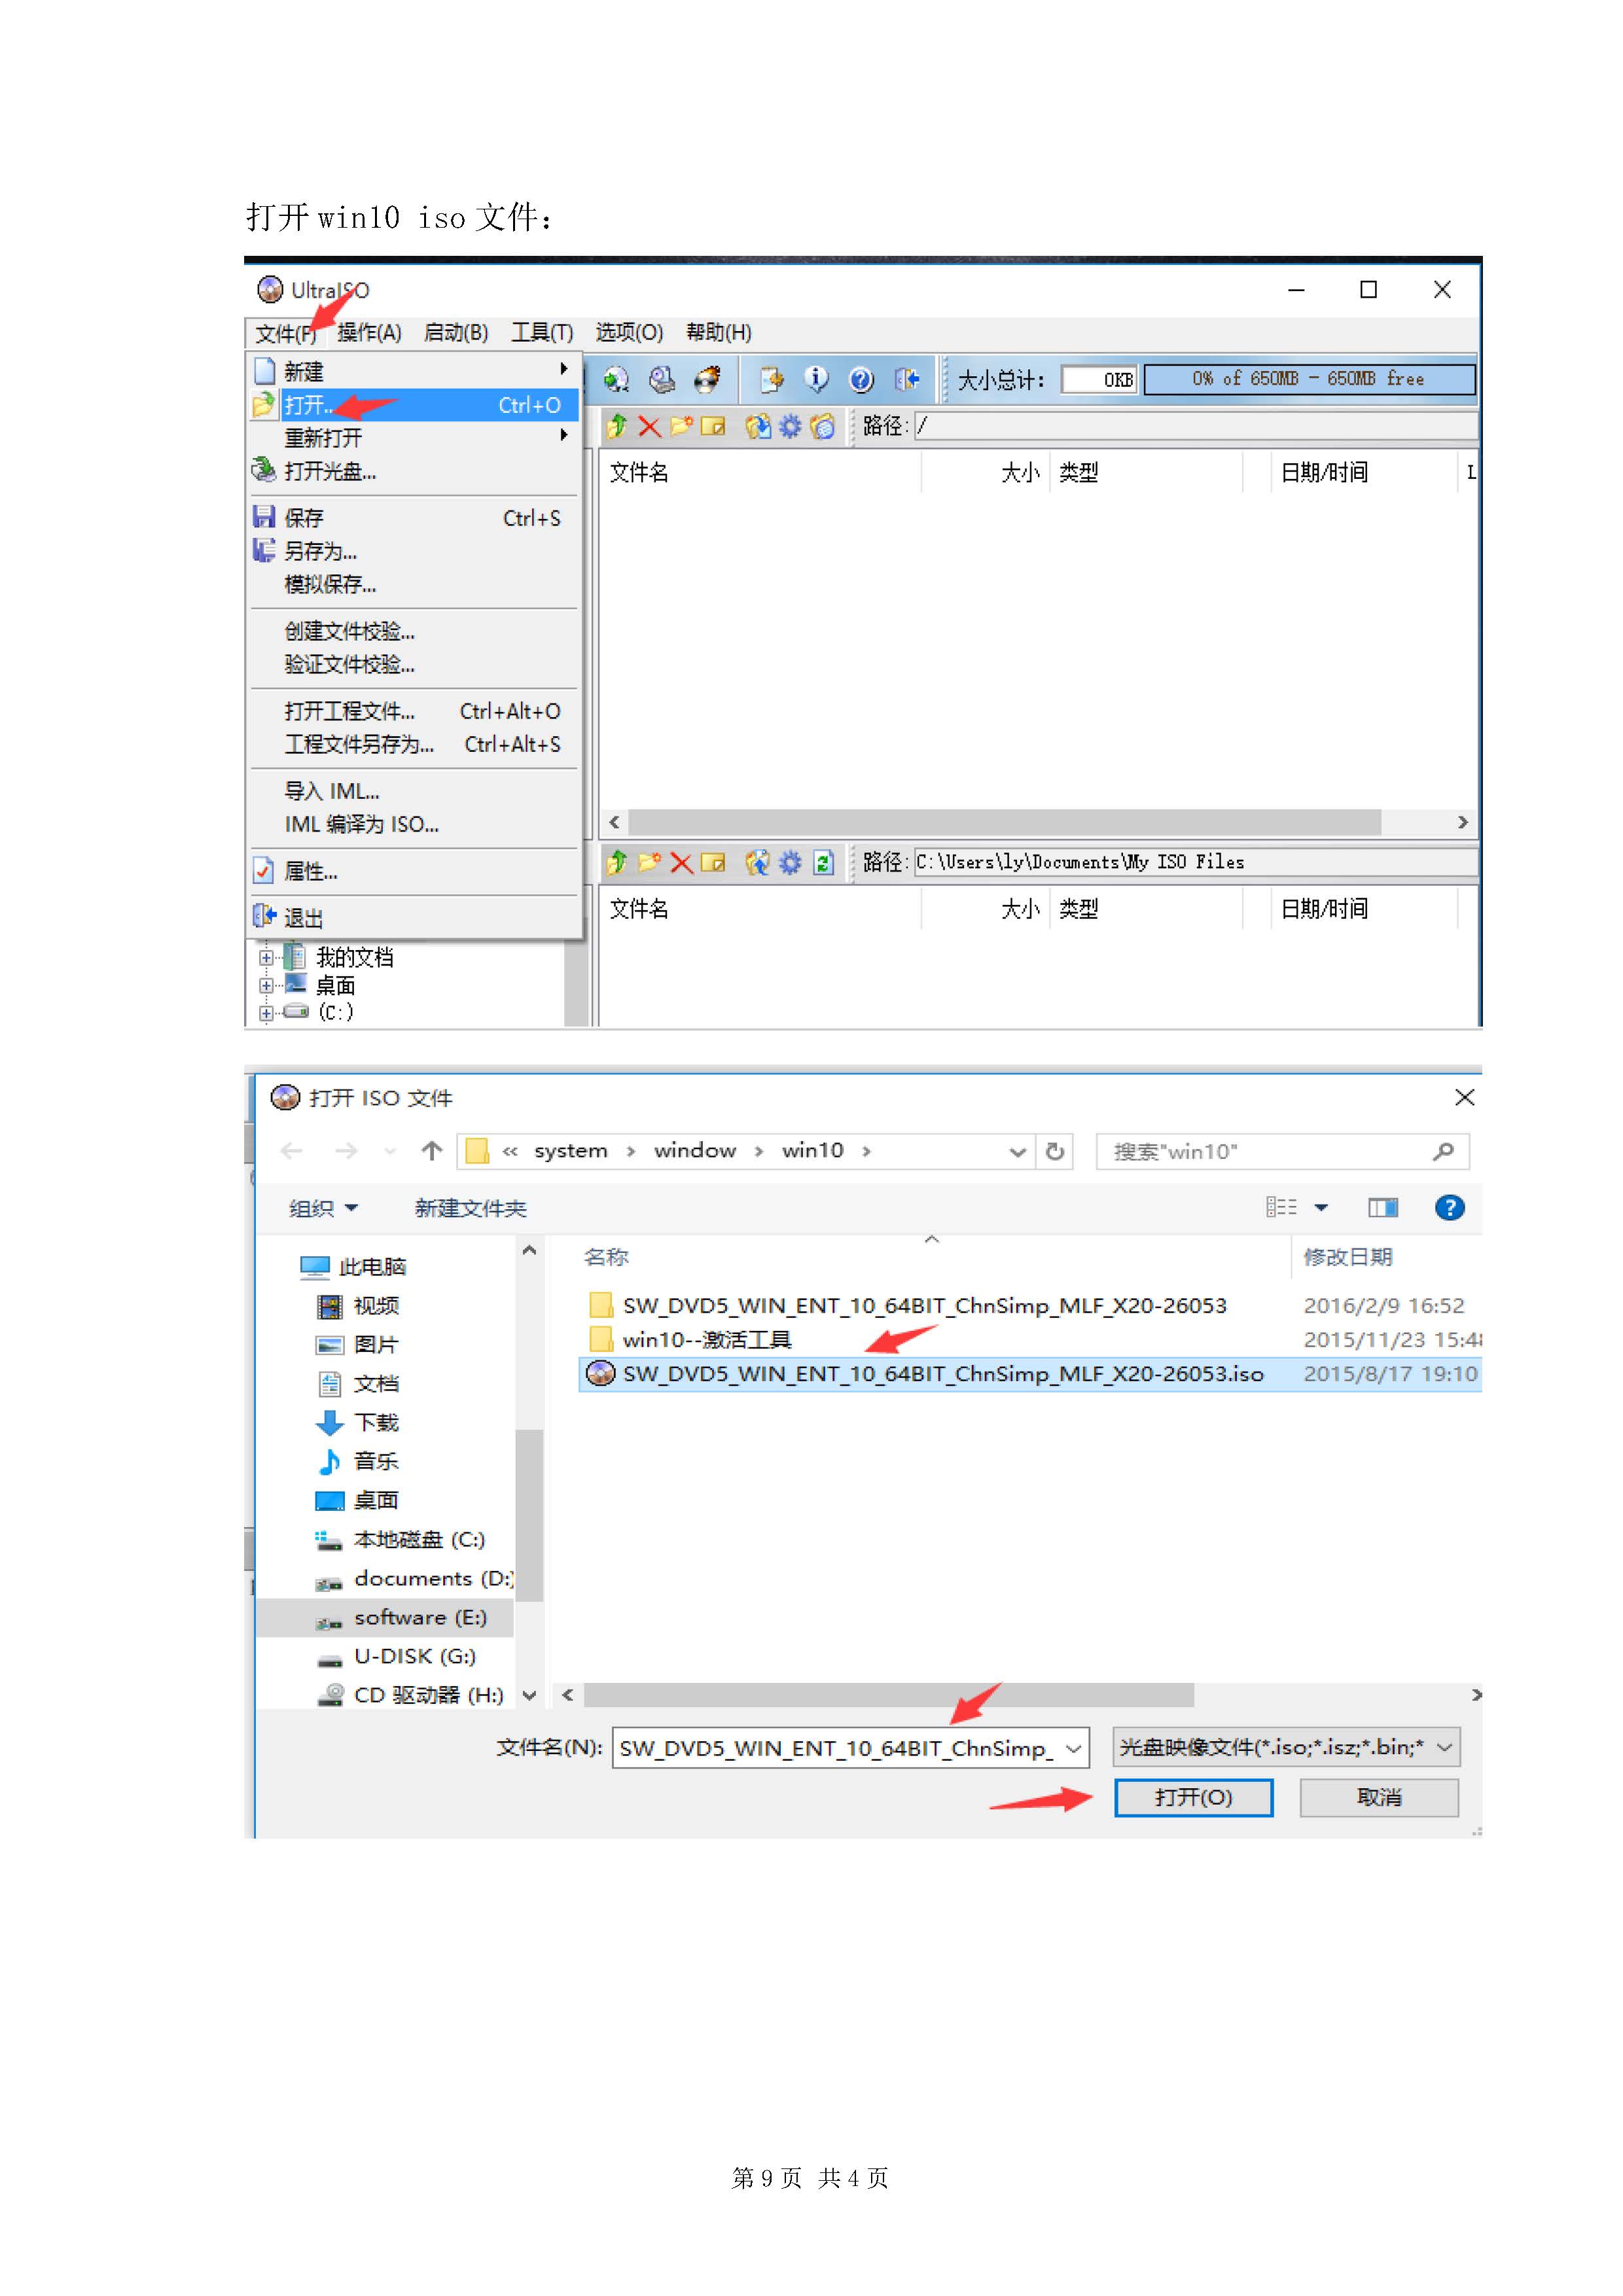 打开win10 iso 文件：
UltraISO
文件(F) 操作(A) 启动(B) 工具(T) 选项(O) 帮助(H)
新建
大小总计： 0KB 0% of 650MB - 650MB free
打开... Ctrl+O
重新打开
路径: /
打开光盘...
文件名 大小 类型 日期/时间 L
保存 Ctrl+S
另存为...
模拟保存...
创建文件校验...
验证文件校验...
打开工程文件... Ctrl+Alt+O
工程文件另存为... Ctrl+Alt+S
导入 IML...
IML 编译为 ISO...
属性...
路径: C:\Users\ly\Documents\My ISO Files
退出
文件名 大小 类型 日期/时间
我的文档
桌面
(C:)
打开 ISO 文件
« system › window › win10 ›
搜索"win10"
组织 新建文件夹
名称 修改日期
此电脑
视频
图片
文档
下载
音乐
桌面
本地磁盘 (C:)
documents (D:)
software (E:)
U-DISK (G:)
CD 驱动器 (H:)
SW_DVD5_WIN_ENT_10_64BIT_ChnSimp_MLF_X20-26053 2016/2/9 16:52
win10--激活工具 2015/11/23 15:48
SW_DVD5_WIN_ENT_10_64BIT_ChnSimp_MLF_X20-26053.iso 2015/8/17 19:10
文件名(N): SW_DVD5_WIN_ENT_10_64BIT_ChnSimp_ 光盘映像文件(*.iso;*.isz;*.bin;*
打开(O) 取消
第 9 页 共 4 页